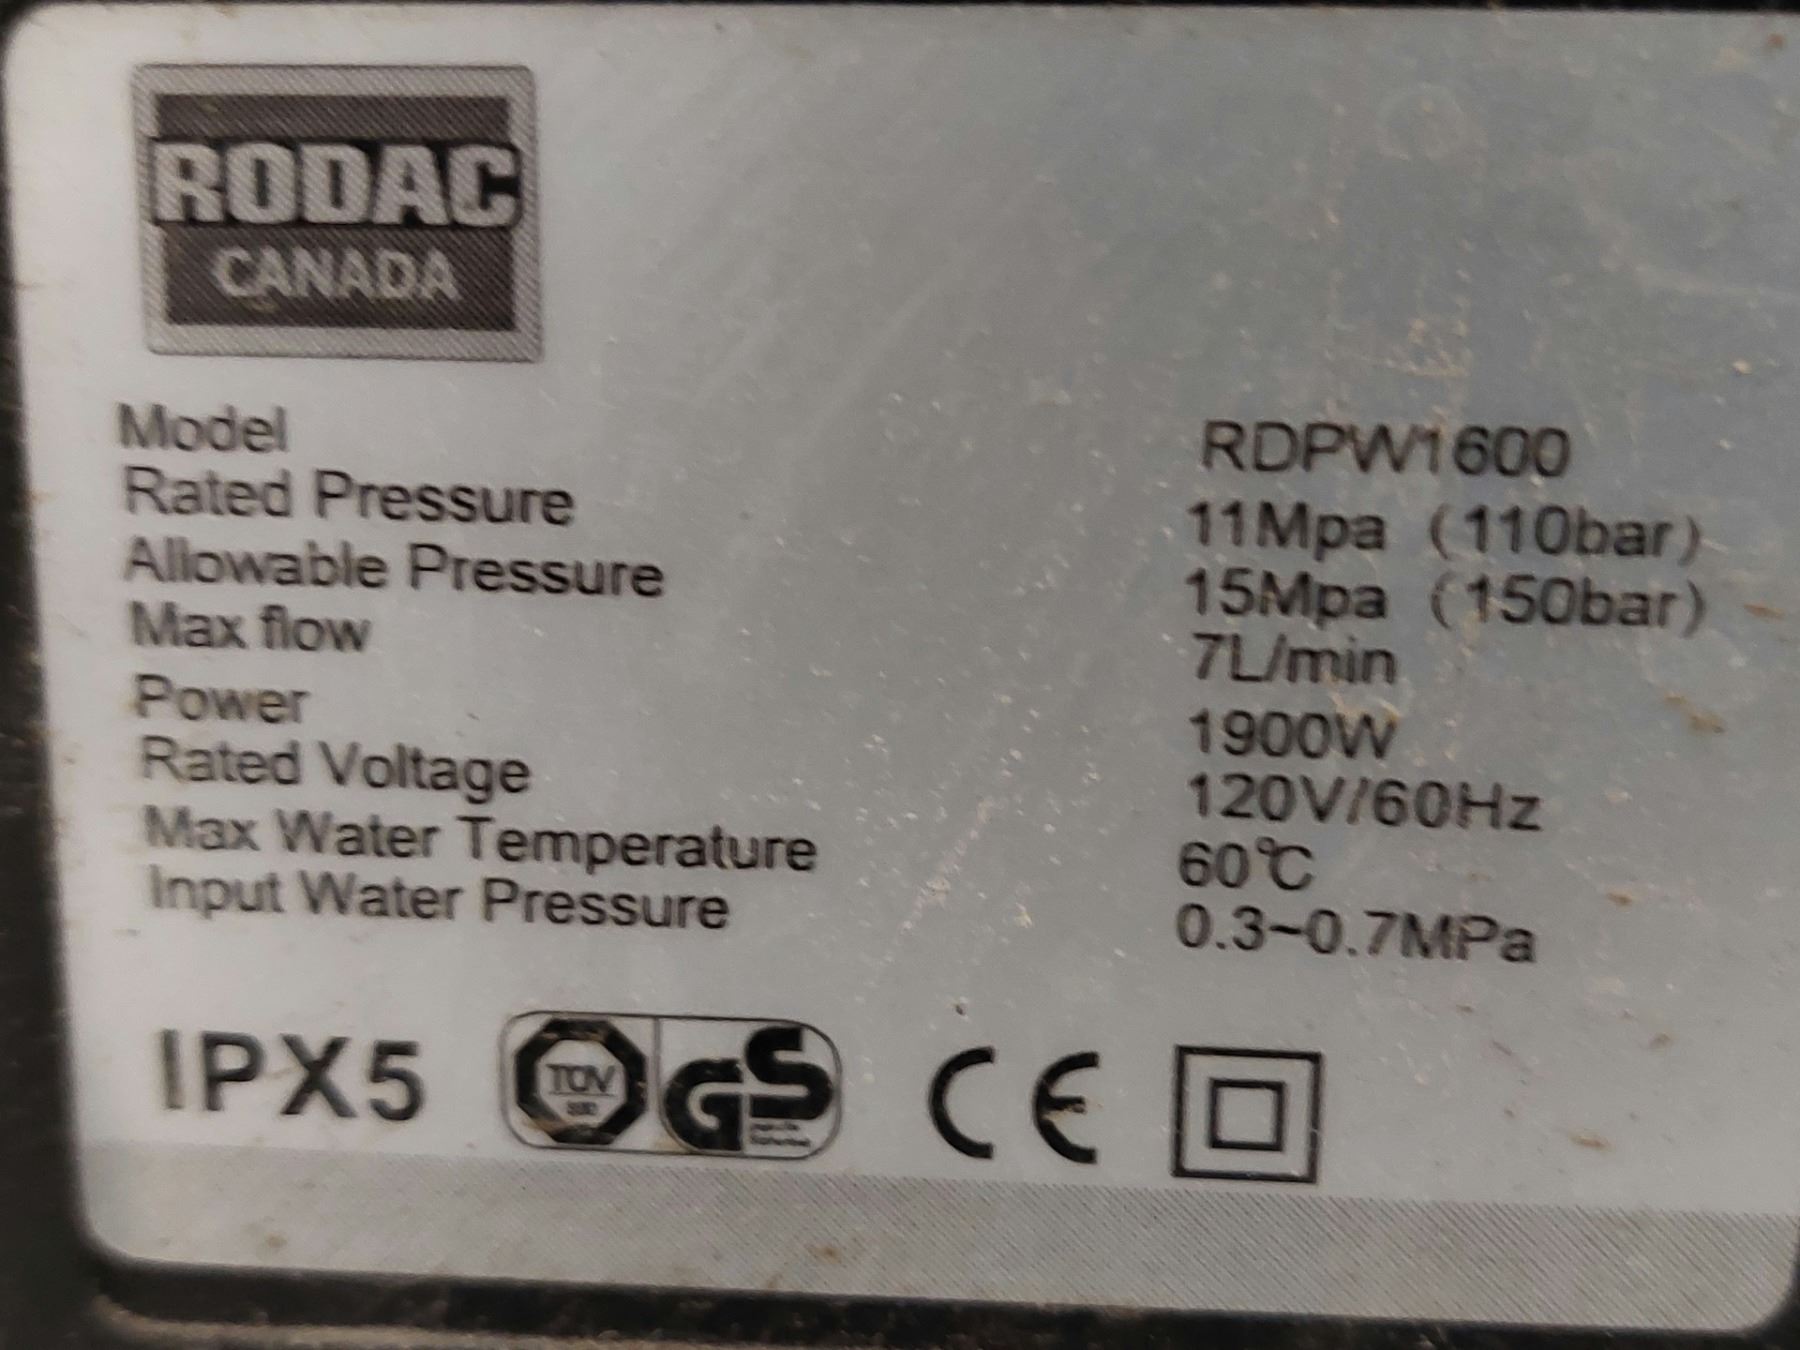 RODAC
CANADA
Model RDPW1600
Rated Pressure 11Mpa (110bar)
Allowable Pressure 15Mpa (150bar)
Max flow 7L/min
Power 1900W
Rated Voltage 120V/60Hz
Max Water Temperature 60℃
Input Water Pressure 0.3~0.7MPa
IPX5 TÜV GS CE